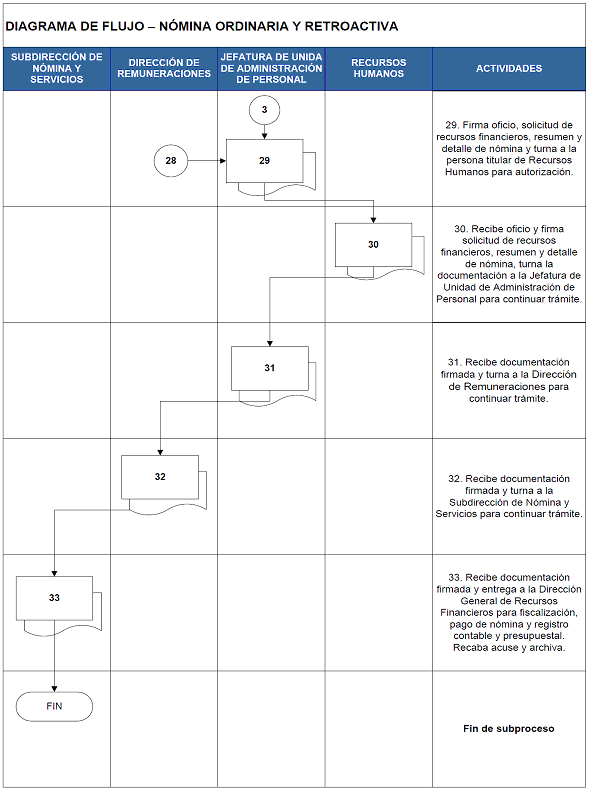 DIAGRAMA DE FLUJO – NÓMINA ORDINARIA Y RETROACTIVA
SUBDIRECCIÓN DE
NÓMINA Y
SERVICIOS
DIRECCIÓN DE
REMUNERACIONES
JEFATURA DE UNIDA
DE ADMINISTRACIÓN
DE PERSONAL
RECURSOS
HUMANOS
ACTIVIDADES
3
28
29
29. Firma oficio, solicitud de
recursos financieros, resumen y
detalle de nómina y turna a la
persona titular de Recursos
Humanos para autorización.
30
30. Recibe oficio y firma
solicitud de recursos
financieros, resumen y detalle
de nómina, turna la
documentación a la Jefatura de
Unidad de Administración de
Personal para continuar trámite.
31
31. Recibe documentación
firmada y turna a la Dirección
de Remuneraciones para
continuar trámite.
32
32. Recibe documentación
firmada y turna a la
Subdirección de Nómina y
Servicios para continuar trámite.
33
33. Recibe documentación
firmada y entrega a la Dirección
General de Recursos
Financieros para fiscalización,
pago de nómina y registro
contable y presupuestal.
Recaba acuse y archiva.
FIN
Fin de subproceso